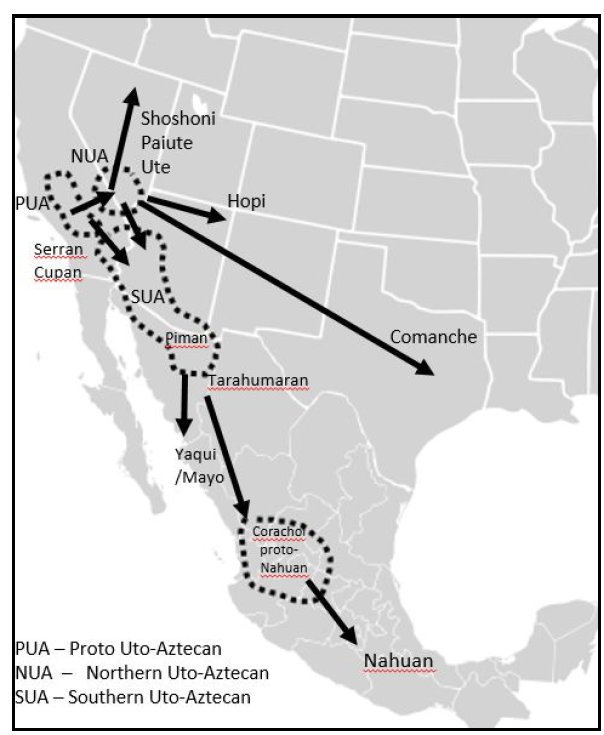 Shoshoni
Paiute
Ute
NUA
PUA
Hopi
Serran
Cupan
SUA
Piman
Comanche
Tarahumaran
Yaqui
/Mayo
Corachol
proto-
Nahuan
Nahuan
PUA – Proto Uto-Aztecan
NUA – Northern Uto-Aztecan
SUA – Southern Uto-Aztecan